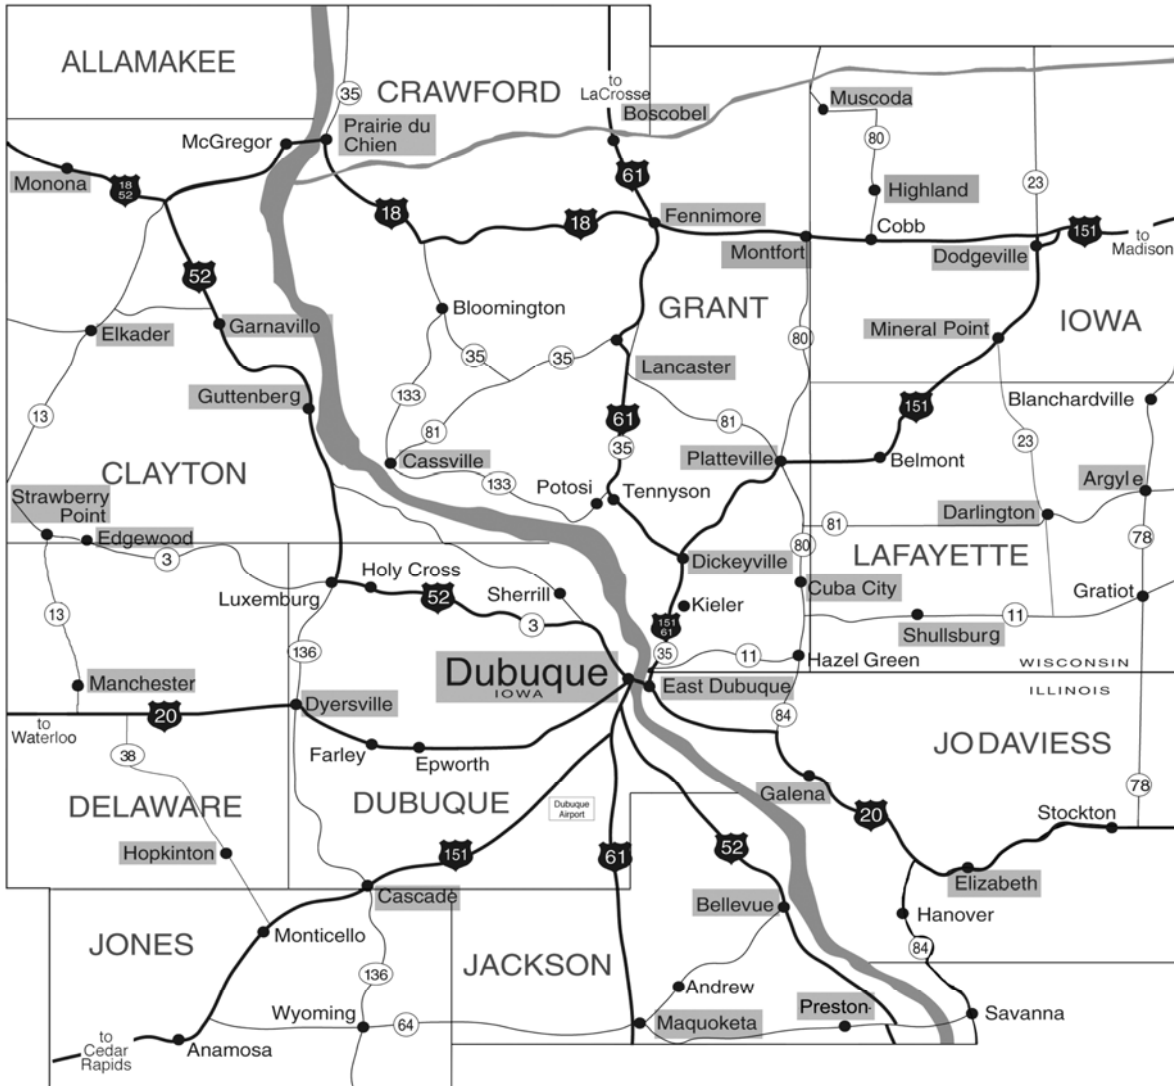 ALLAMAKEE
35
CRAWFORD
to
LaCrosse
Boscobel
Muscoda
McGregor
Prairie du
Chien
80
Monona
18
52
61
Highland
23
18
18
Fennimore
Cobb
151
to
Madison
Montfort
Dodgeville
52
Bloomington
GRANT
IOWA
Elkader
Garnavillo
Mineral Point
80
35
35
Lancaster
133
Guttenberg
13
81
61
81
151
Blanchardville
35
23
CLAYTON
Cassville
Platteville
Belmont
133
Potosi
Tennyson
Argyle
Strawberry
Point
Darlington
81
Edgewood
3
78
80
LAFAYETTE
Dickeyville
Holy Cross
Luxemburg
52
Sherrill
Cuba City
Gratiot
13
Kieler
3
151
61
Shullsburg
11
136
35
11
Hazel Green
WISCONSIN
Dubuque
IOWA
East Dubuque
ILLINOIS
Manchester
Dyersville
20
84
to
Waterloo
38
Farley
Epworth
JO DAVIESS
78
DELAWARE
DUBUQUE
Dubuque
Airport
Galena
20
Stockton
Hopkinton
151
61
52
Cascade
Elizabeth
Bellevue
Hanover
JONES
Monticello
84
JACKSON
136
Andrew
Preston
Wyoming
64
Maquoketa
Savanna
to
Cedar
Rapids
Anamosa